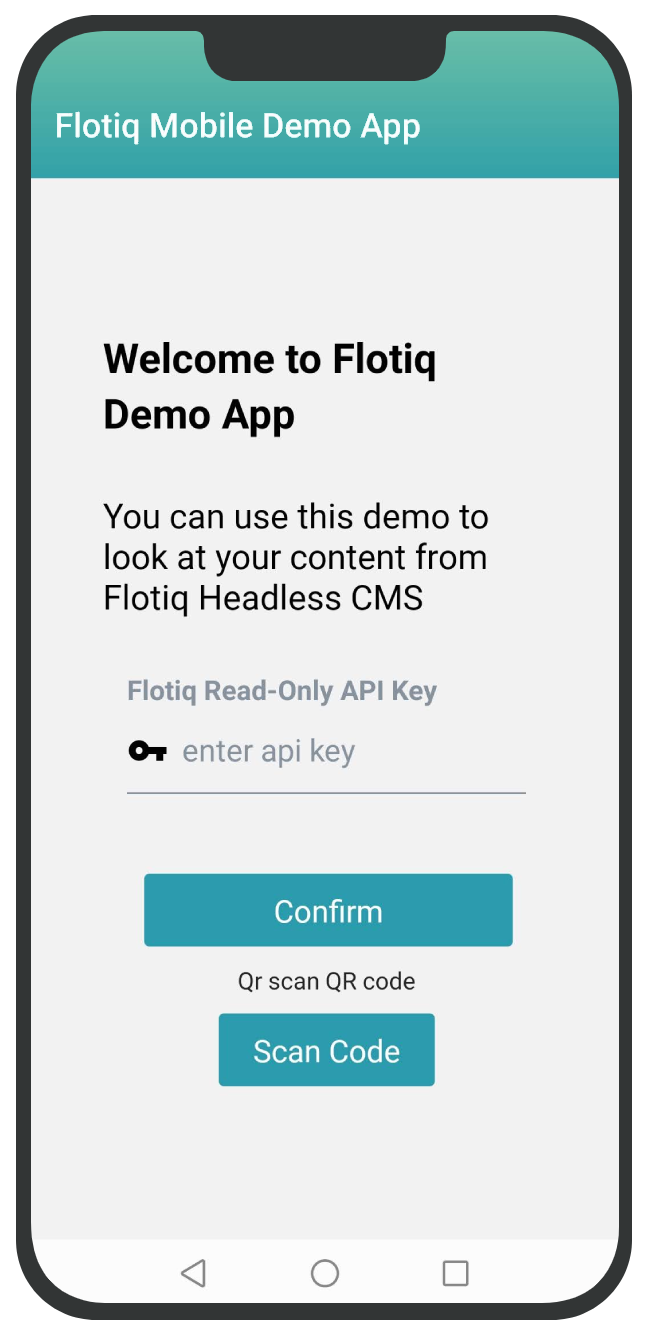 Flotiq Mobile Demo App
Welcome to Flotiq
Demo App
You can use this demo to
look at your content from
Flotiq Headless CMS
Flotiq Read-Only API Key
enter api key
Confirm
Qr scan QR code
Scan Code